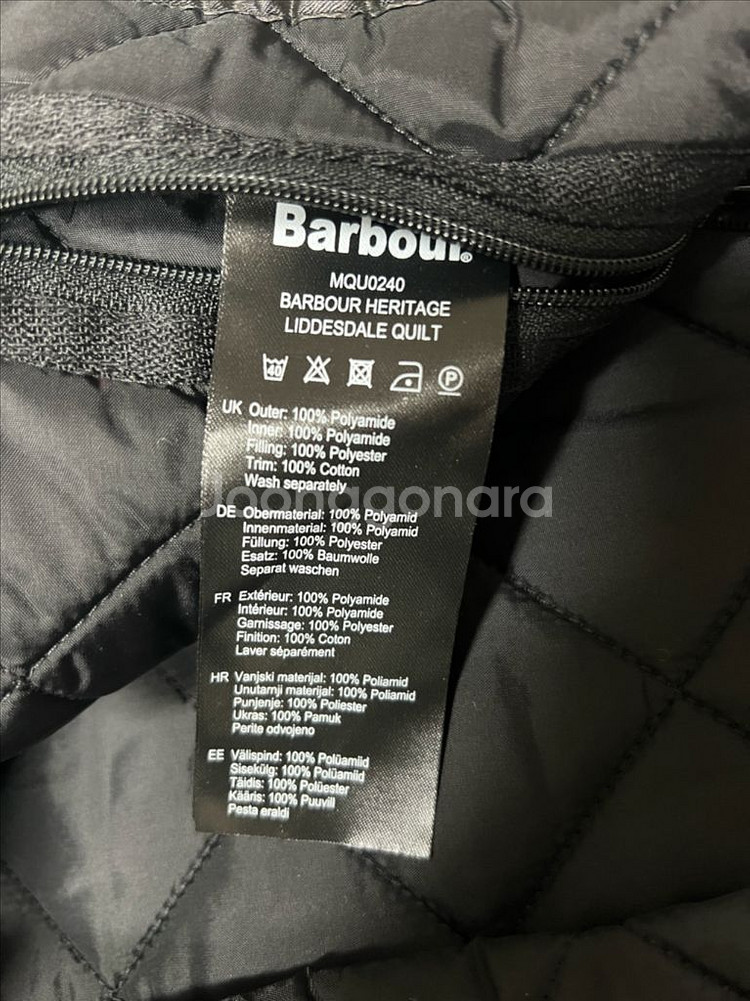 Barbour®
MQU0240
BARBOUR HERITAGE
LIDDESDALE QUILT
40 P
UK Outer: 100% Polyamide
Inner: 100% Polyamide
Filling: 100% Polyester
Trim: 100% Cotton
Wash separately
Joonggonara
DE Obermaterial: 100% Polyamid
Innenmaterial: 100% Polyamid
Füllung: 100% Polyester
Esatz: 100% Baumwolle
Separat waschen
FR Extérieur: 100% Polyamide
Intérieur: 100% Polyamide
Garnissage: 100% Polyester
Finition: 100% Coton
Laver séparément
HR Vanjski materijal: 100% Poliamid
Unutarnji materijal: 100% Poliamid
Punjenje: 100% Poliester
Ukras: 100% Pamuk
Perite odvojeno
EE Välispind: 100% Polüamiid
Sisekülg: 100% Polüamiid
Täidis: 100% Polüester
Kääris: 100% Puuvill
Pesta eraldi